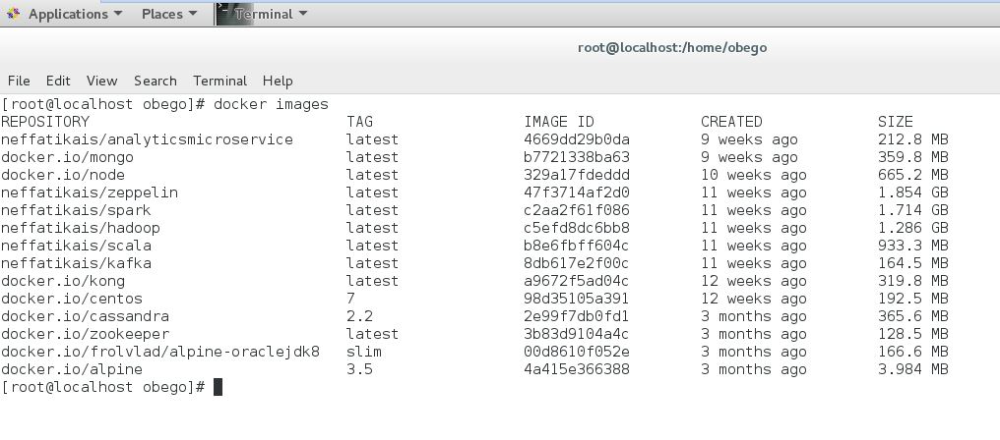 Applications Places Terminal
root@localhost:/home/obego
File Edit View Search Terminal Help
[root@localhost obego]# docker images
REPOSITORY TAG IMAGE ID CREATED SIZE
neffatikais/analyticsmicroservice latest 4669dd29b0da 9 weeks ago 212.8 MB
docker.io/mongo latest b7721338ba63 9 weeks ago 359.8 MB
docker.io/node latest 329a17fdeddd 10 weeks ago 665.2 MB
neffatikais/zeppelin latest 47f3714af2d0 11 weeks ago 1.854 GB
neffatikais/spark latest c2aa2f61f086 11 weeks ago 1.714 GB
neffatikais/hadoop latest c5efd8dc6bb8 11 weeks ago 1.286 GB
neffatikais/scala latest b8e6fbff604c 11 weeks ago 933.3 MB
neffatikais/kafka latest 8db617e2f00c 11 weeks ago 164.5 MB
docker.io/kong latest a9672f5ad04c 12 weeks ago 319.8 MB
docker.io/centos 7 98d35105a391 12 weeks ago 192.5 MB
docker.io/cassandra 2.2 2e99f7db0fd1 3 months ago 365.6 MB
docker.io/zookeeper latest 3b83d9104a4c 3 months ago 128.5 MB
docker.io/frolvlad/alpine-oraclejdk8 slim 00d8610f052e 3 months ago 166.6 MB
docker.io/alpine 3.5 4a415e366388 3 months ago 3.984 MB
[root@localhost obego]#